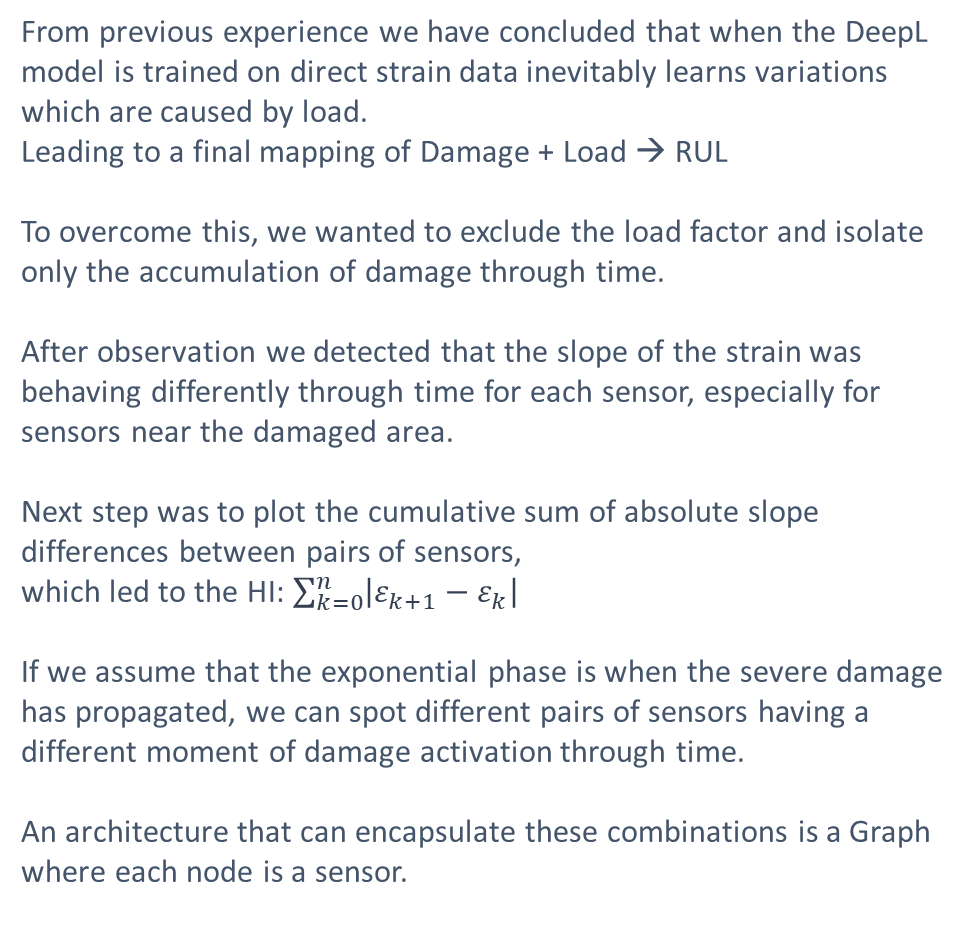 From previous experience we have concluded that when the DeepL
model is trained on direct strain data inevitably learns variations
which are caused by load.
Leading to a final mapping of Damage + Load → RUL
To overcome this, we wanted to exclude the load factor and isolate
only the accumulation of damage through time.
After observation we detected that the slope of the strain was
behaving differently through time for each sensor, especially for
sensors near the damaged area.
Next step was to plot the cumulative sum of absolute slope
differences between pairs of sensors,
which led to the HI: ∑ⁿₖ₌₀|εₖ₊₁ − εₖ|
If we assume that the exponential phase is when the severe damage
has propagated, we can spot different pairs of sensors having a
different moment of damage activation through time.
An architecture that can encapsulate these combinations is a Graph
where each node is a sensor.